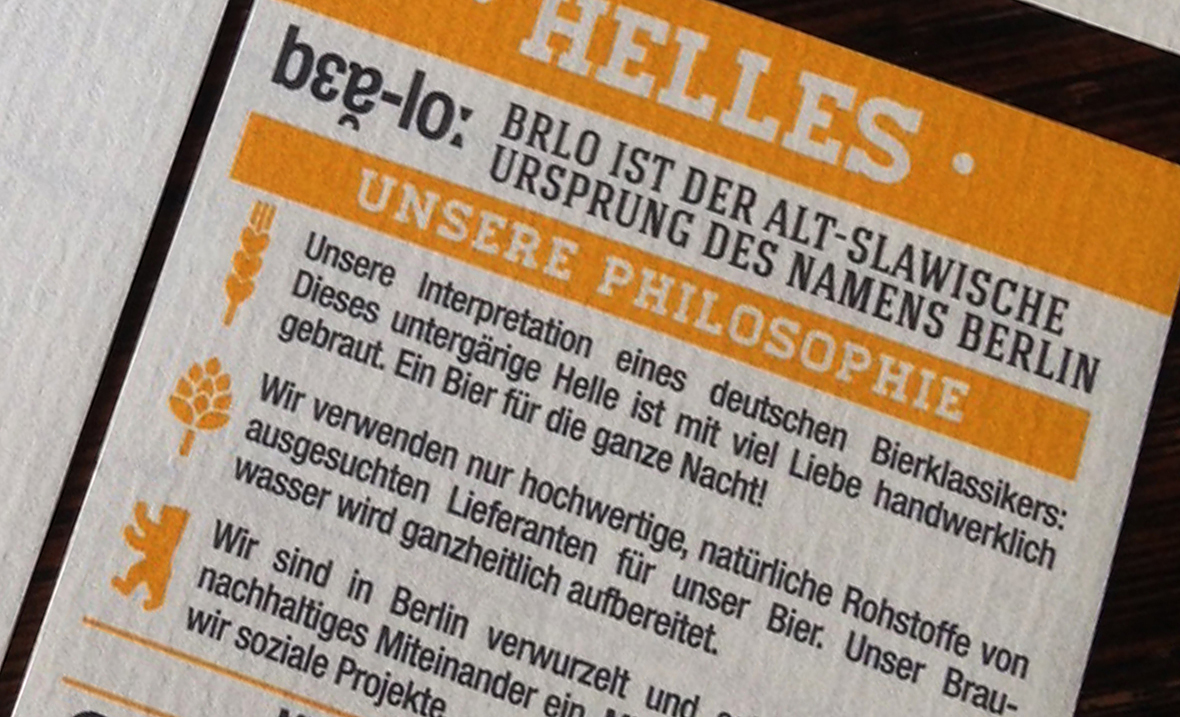 HELLES •
BRLO IST DER ALT-SLAWISCHE
URSPRUNG DES NAMENS BERLIN
UNSERE PHILOSOPHIE
Unsere Interpretation eines deutschen Bierklassikers:
Dieses untergärige Helle ist mit viel Liebe handwerklich
gebraut. Ein Bier für die ganze Nacht!
Wir verwenden nur hochwertige, natürliche Rohstoffe von
ausgesuchten Lieferanten für unser Bier. Unser Brau-
wasser wird ganzheitlich aufbereitet.
Wir sind in Berlin verwurzelt und
nachhaltiges Miteinander ein.
wir soziale Projekte